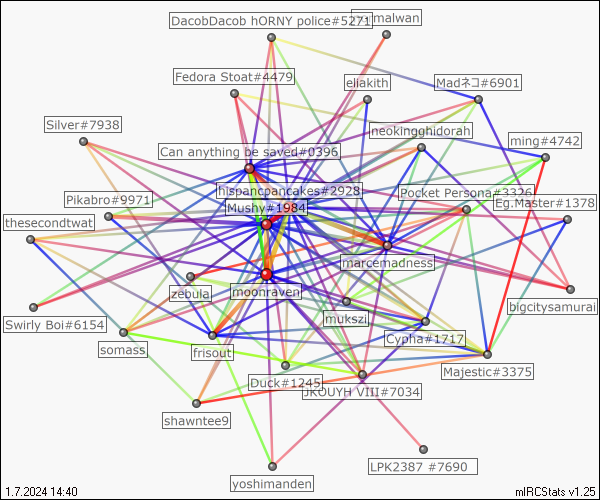 DacobDacob hORNY police#5271
malwan
Fedora Stoat#4479
eliakith
Madネコ#6901
Silver#7938
neokingghidorah
ming#4742
Can anything be saved#0396
hispancpancakes#2928
Pikabro#9971
Mushy#1984
Pocket Persona#3326
Eg.Master#1378
thesecondtwat
marcemadness
zebula
moonraven
mukszi
bigcitysamurai
Swirly Boi#6154
somass
frisout
Cypha#1717
Duck#1245
JKOUYH VIII#7034
Majestic#3375
shawntee9
LPK2387 #7690
yoshimanden
1.7.2024 14:40
mIRCStats v1.25